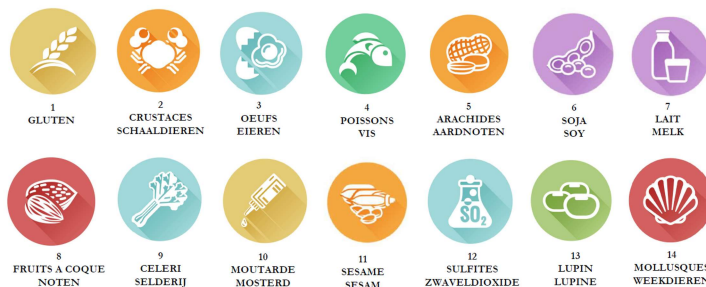 1
GLUTEN
2
CRUSTACES
SCHAALDIEREN
3
OEUFS
EIEREN
4
POISSONS
VIS
5
ARACHIDES
AARDNOTEN
6
SOJA
SOY
7
LAIT
MELK
8
FRUITS A COQUE
NOTEN
9
CELERI
SELDERIJ
10
MOUTARDE
MOSTERD
11
SESAME
SESAM
SO2
12
SULFITES
ZWAVELDIOXIDE
13
LUPIN
LUPINE
14
MOLLUSQUES
WEEKDIEREN